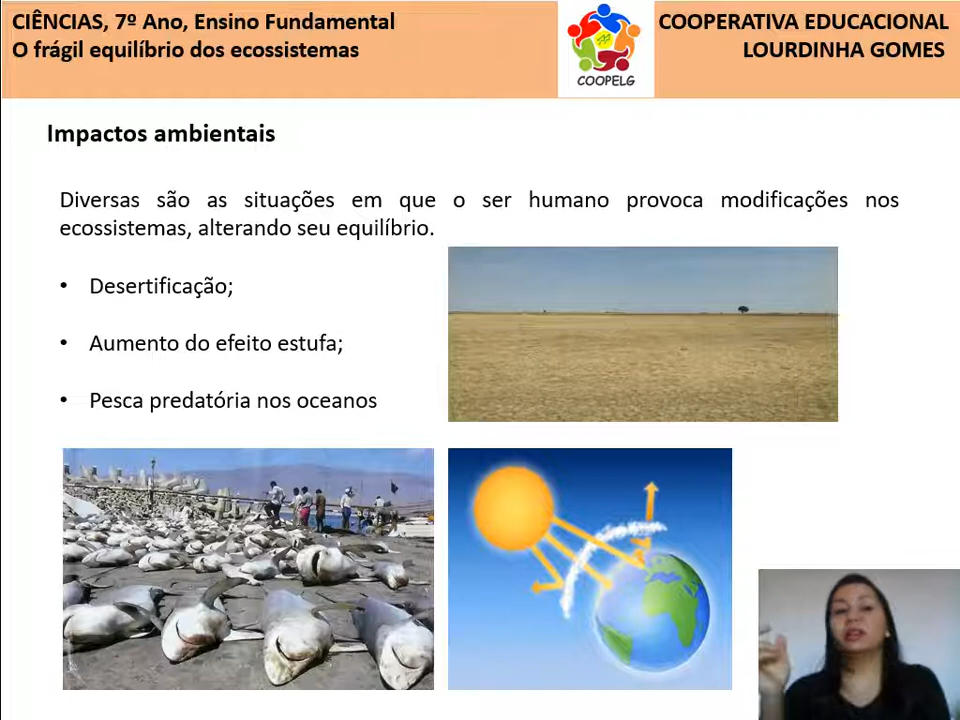 CIÊNCIAS, 7º Ano, Ensino Fundamental
O frágil equilíbrio dos ecossistemas
COOPELG
COOPERATIVA EDUCACIONAL
LOURDINHA GOMES
Impactos ambientais
Diversas são as situações em que o ser humano provoca modificações nos
ecossistemas, alterando seu equilíbrio.
• Desertificação;
• Aumento do efeito estufa;
• Pesca predatória nos oceanos